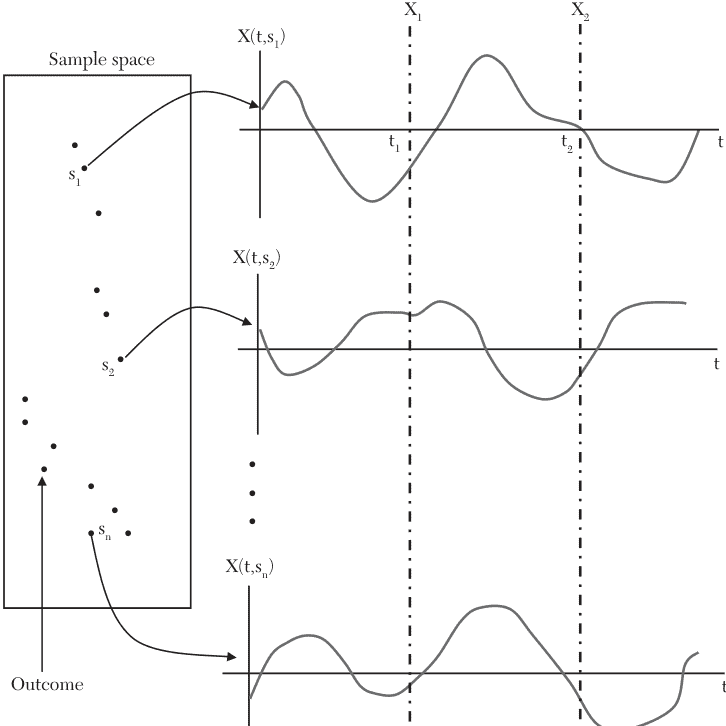 X₁
X₂
X(t,s₁)
Sample space
t₁
t₂
t
s₁
X(t,s₂)
s₂
t
sₙ
X(t,sₙ)
Outcome
t